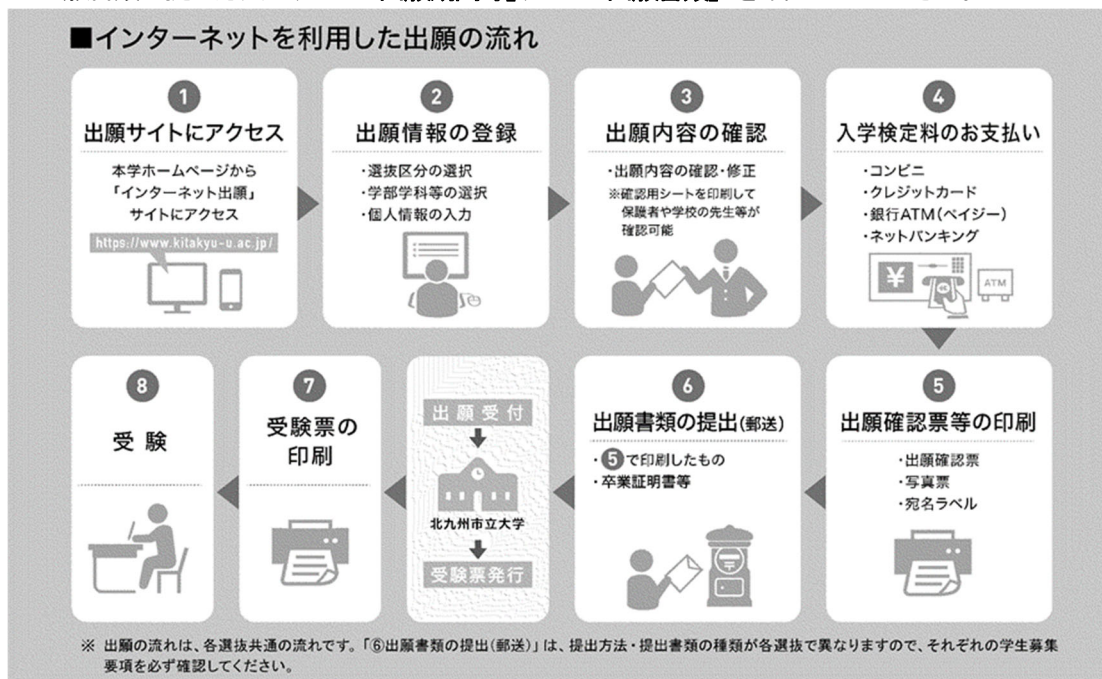 ■インターネットを利用した出願の流れ
1
出願サイトにアクセス
本学ホームページから
「インターネット出願」
サイトにアクセス
https://www.kitakyu-u.ac.jp/
2
出願情報の登録
・選抜区分の選択
・学部学科等の選択
・個人情報の入力
3
出願内容の確認
・出願内容の確認・修正
※確認用シートを印刷して
保護者や学校の先生等が
確認可能
4
入学検定料のお支払い
・コンビニ
・クレジットカード
・銀行ATM(ペイジー)
・ネットバンキング
¥
ATM
5
出願確認票等の印刷
・出願確認票
・写真票
・宛名ラベル
6
出願書類の提出(郵送)
・5で印刷したもの
・卒業証明書等
〒
出願受付
北九州市立大学
受験票発行
7
受験票の
印刷
8
受験
※ 出願の流れは、各選抜共通の流れです。「⑥出願書類の提出(郵送)」は、提出方法・提出書類の種類が各選抜で異なりますので、それぞれの学生募集
要項を必ず確認してください。